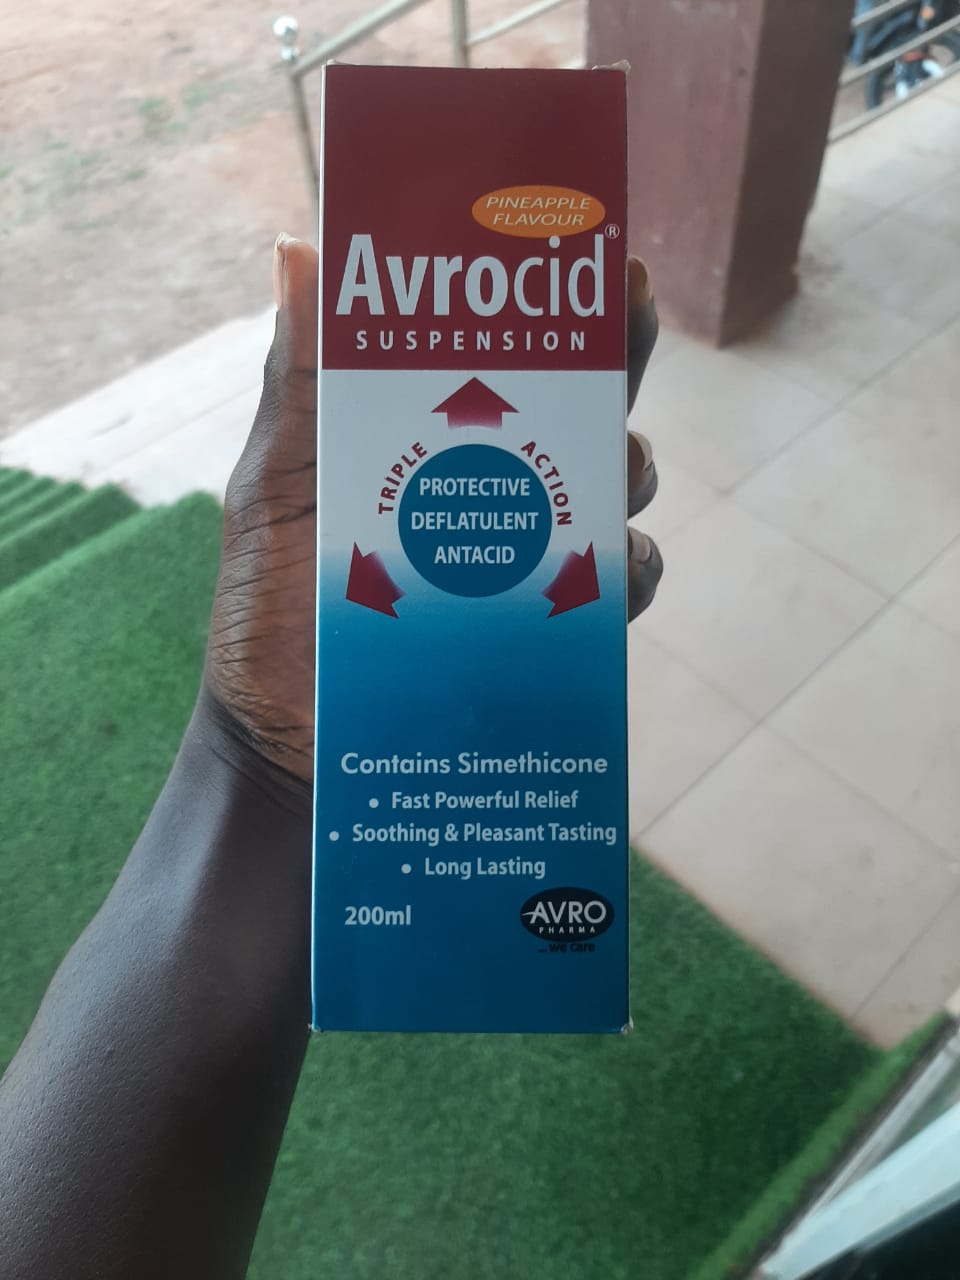 PINEAPPLE
FLAVOUR
Avrocid®
SUSPENSION
TRIPLE ACTION
PROTECTIVE
DEFLATULENT
ANTACID
Contains Simethicone
• Fast Powerful Relief
• Soothing & Pleasant Tasting
• Long Lasting
200ml
AVRO
PHARMA
...we care